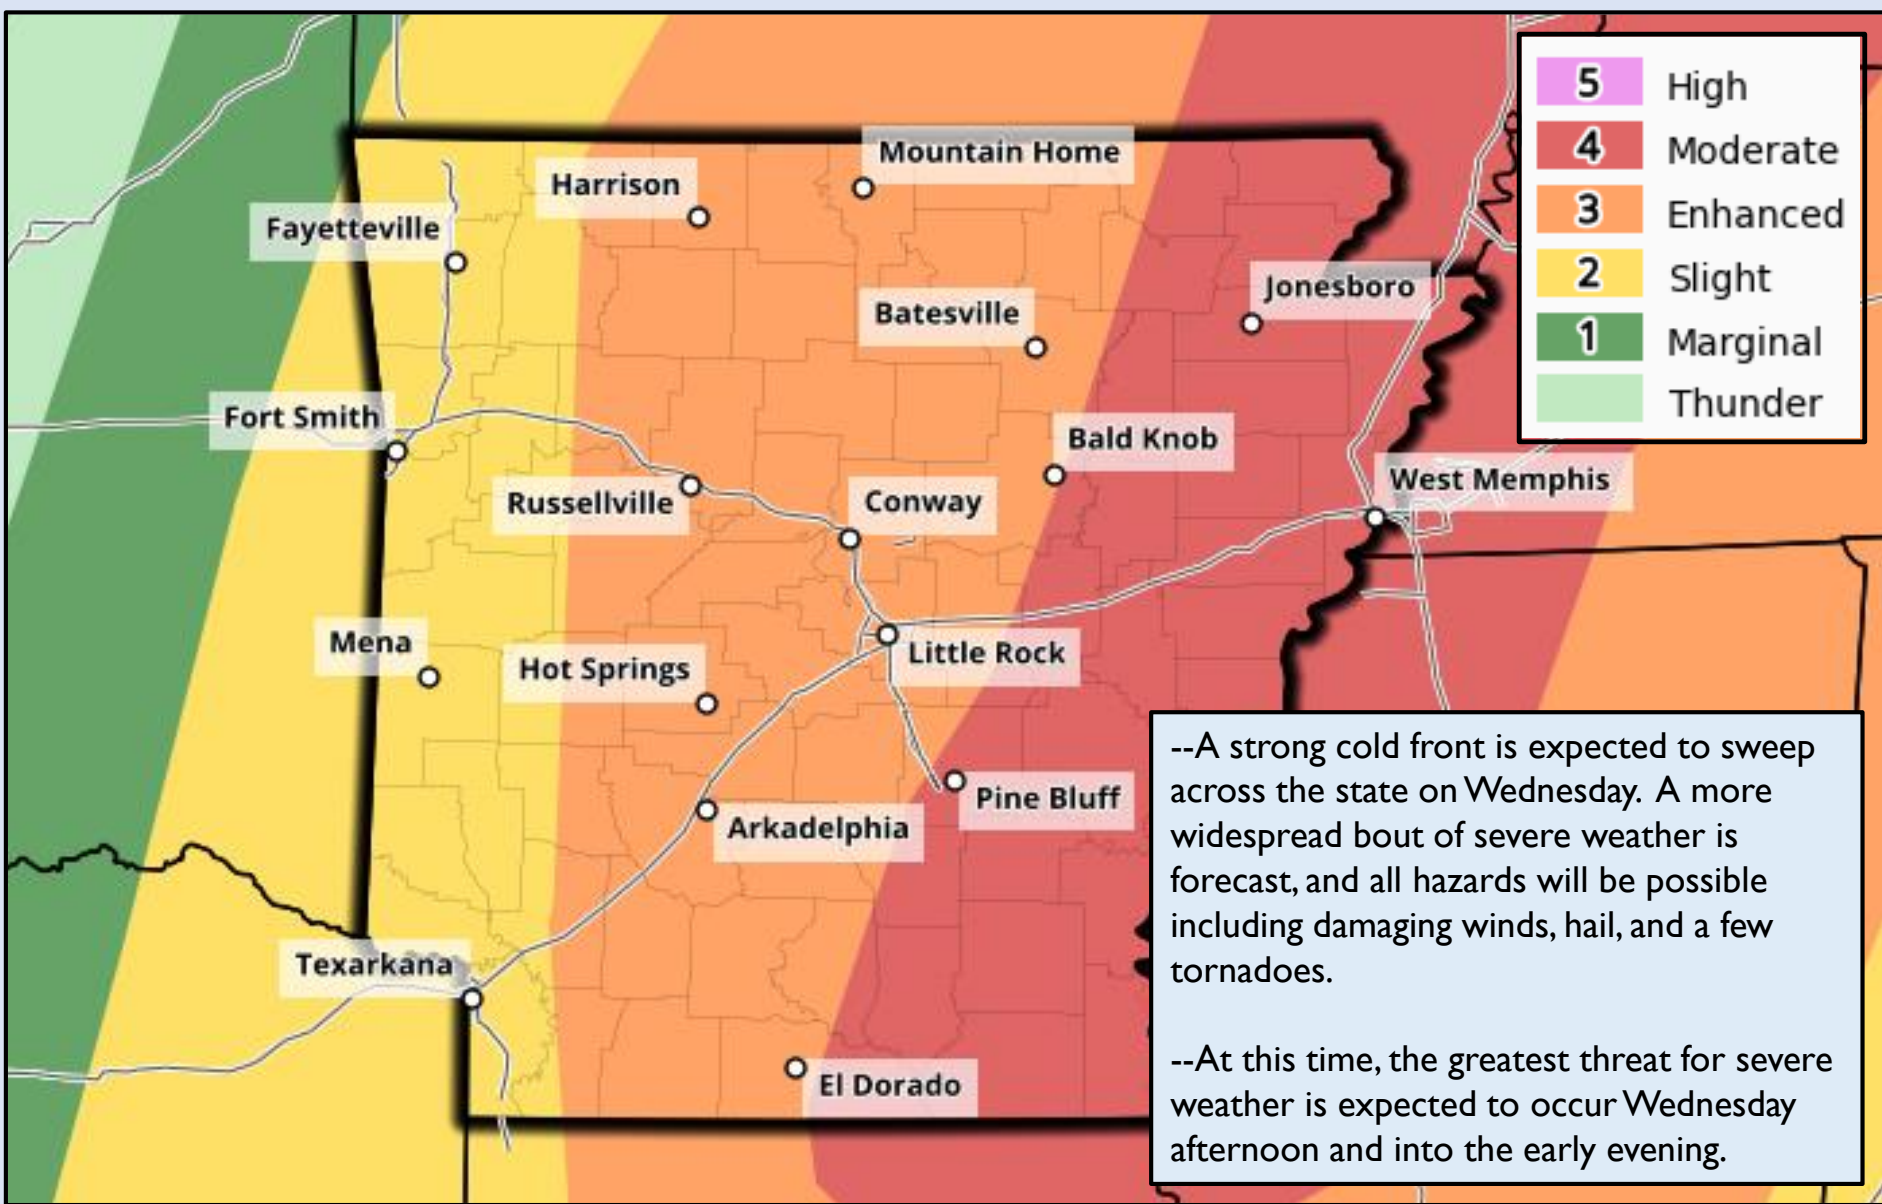 5 High
4 Moderate
3 Enhanced
2 Slight
1 Marginal
Thunder
Mountain Home
Harrison
Fayetteville
Jonesboro
Batesville
Fort Smith
Bald Knob
West Memphis
Russellville
Conway
Mena
Little Rock
Hot Springs
Pine Bluff
Arkadelphia
Texarkana
El Dorado
--A strong cold front is expected to sweep
across the state on Wednesday. A more
widespread bout of severe weather is
forecast, and all hazards will be possible
including damaging winds, hail, and a few
tornadoes.
--At this time, the greatest threat for severe
weather is expected to occur Wednesday
afternoon and into the early evening.